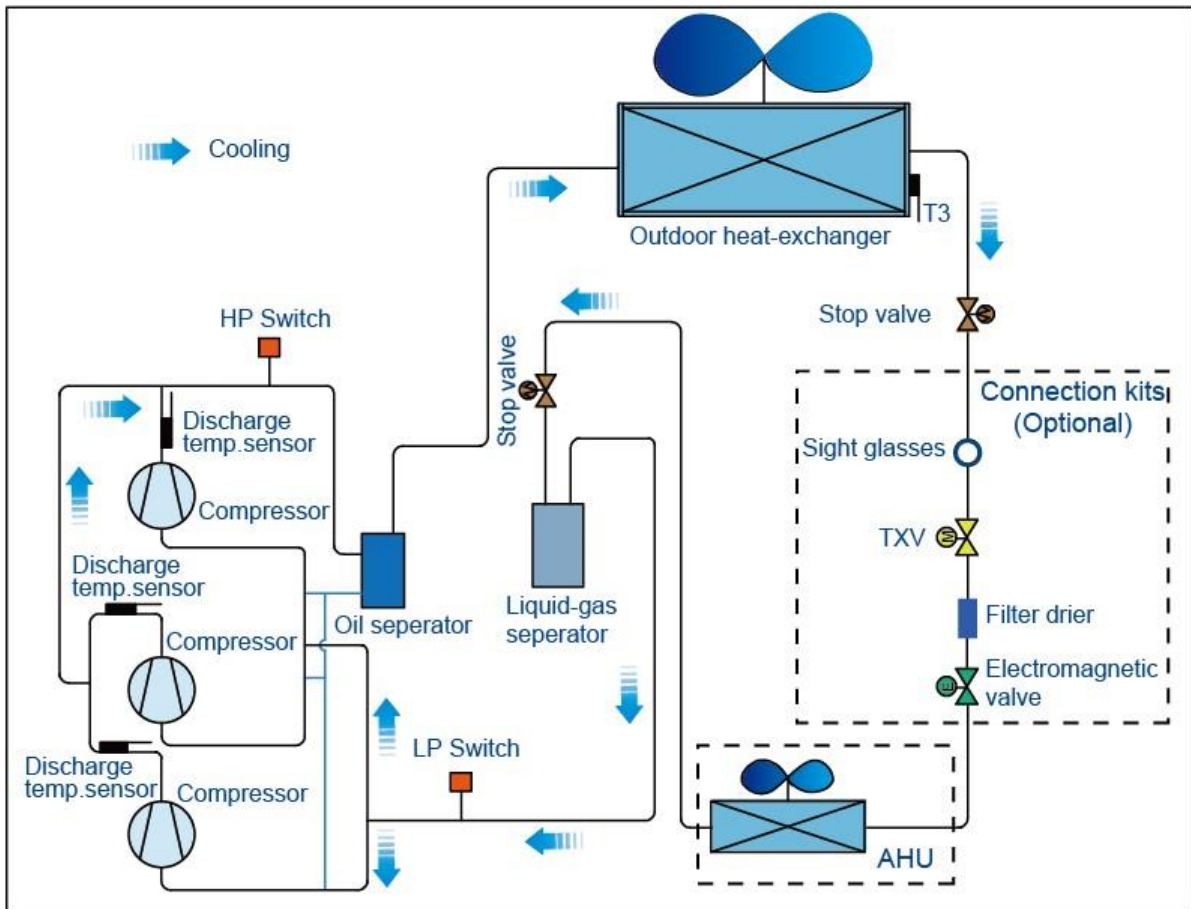 Cooling
T3
Outdoor heat-exchanger
HP Switch
Stop valve
Stop valve
Connection kits
(Optional)
Discharge
temp.sensor
Sight glasses
Compressor
TXV
Discharge
temp.sensor
Oil seperator
Liquid-gas
seperator
Filter drier
Compressor
Electromagnetic
valve
LP Switch
Discharge
temp.sensor
Compressor
AHU
M
M
M
E